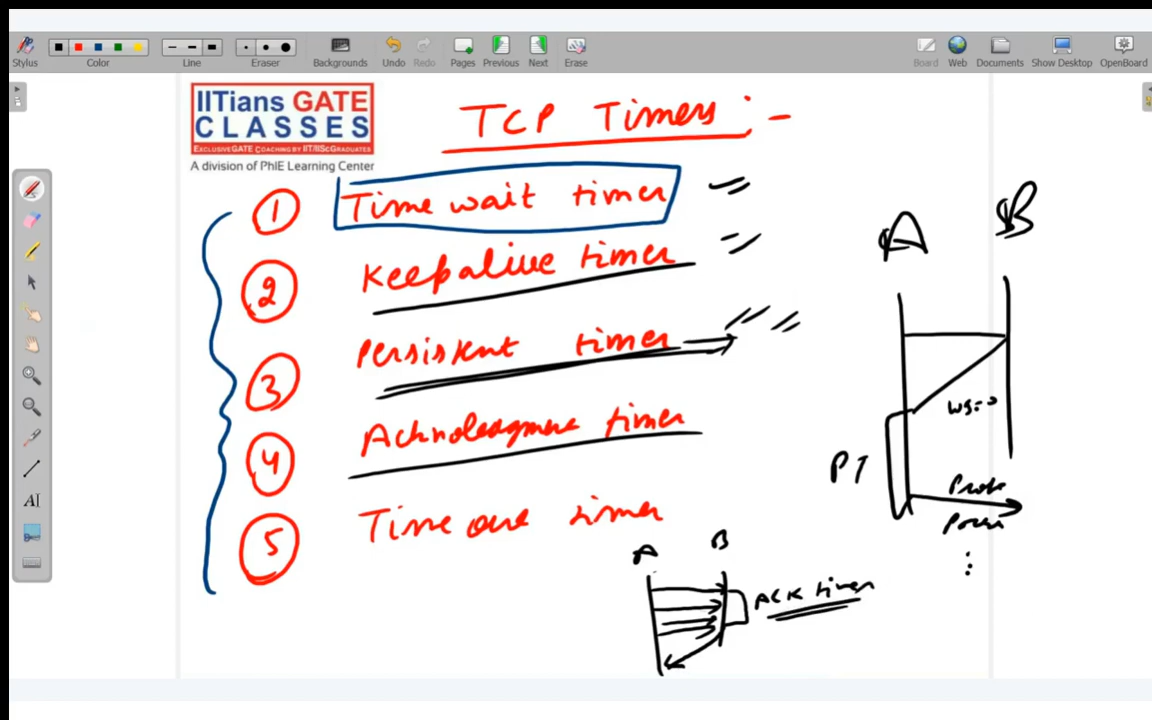 Stylus
Color
Line
Eraser
Backgrounds
Undo
Redo
Pages
Previous
Next
Erase
Board
Web
Documents
Show Desktop
OpenBoard
IITians GATE
CLASSES
EXCLUSIVE GATE COACHING BY IIT/IISc GRADUATES
A division of PhIE Learning Center
TCP Timers :-
1 Time wait timer
2 Keepalive timer
3 Persistent timer
4 Acknoledgment timer
5 Time out timer
A B
WS=0
PT
Probe
A B
ACK timer
AI